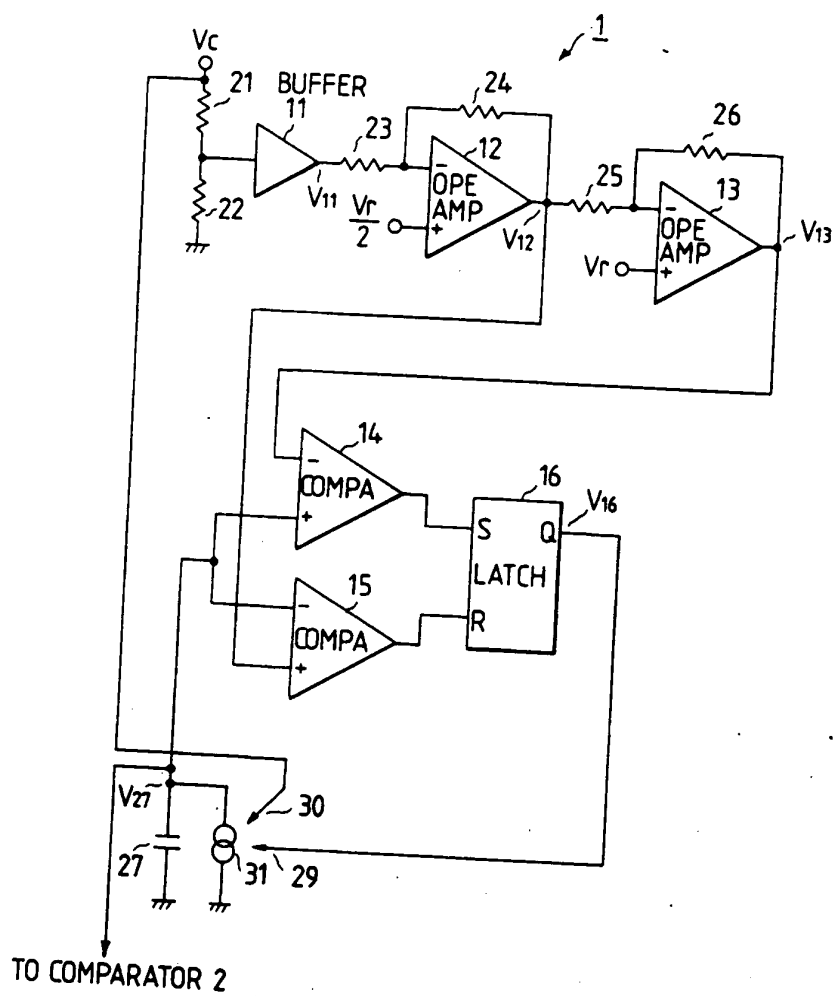 1
Vc
21
BUFFER
11
23
24
12
26
22
V11
Vr/2
−
OPE
AMP
+
25
13
V12
Vr
−
OPE
AMP
+
V13
14
−
COMPA
+
16
V16
S
Q
LATCH
R
15
−
COMPA
+
V27
30
27
31
29
TO COMPARATOR 2